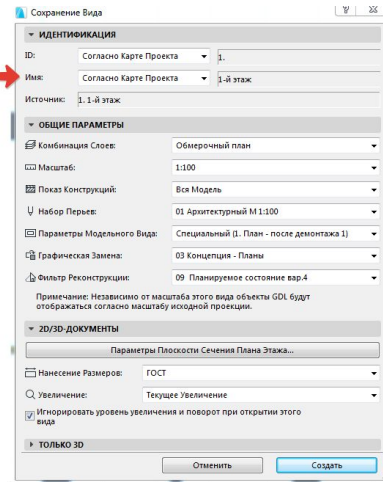 Сохранение Вида
ИДЕНТИФИКАЦИЯ
ID: Согласно Карте Проекта 1.
Имя: Согласно Карте Проекта 1-й этаж
Источник: 1. 1-й этаж
ОБЩИЕ ПАРАМЕТРЫ
Комбинация Слоев: Обмерочный план
Масштаб: 1:100
Показ Конструкций: Вся Модель
Набор Перьев: 01 Архитектурный М 1:100
Параметры Модельного Вида: Специальный (1. План - после демонтажа 1)
Графическая Замена: 03 Концепция - Планы
Фильтр Реконструкции: 09 Планируемое состояние вар.4
Примечание: Независимо от масштаба этого вида объекты GDL будут
отображаться согласно масштабу исходной проекции.
2D/3D-ДОКУМЕНТЫ
Параметры Плоскости Сечения Плана Этажа...
Нанесение Размеров: ГОСТ
Увеличение: Текущее Увеличение
Игнорировать уровень увеличения и поворот при открытии этого
вида
ТОЛЬКО 3D
Отменить Создать